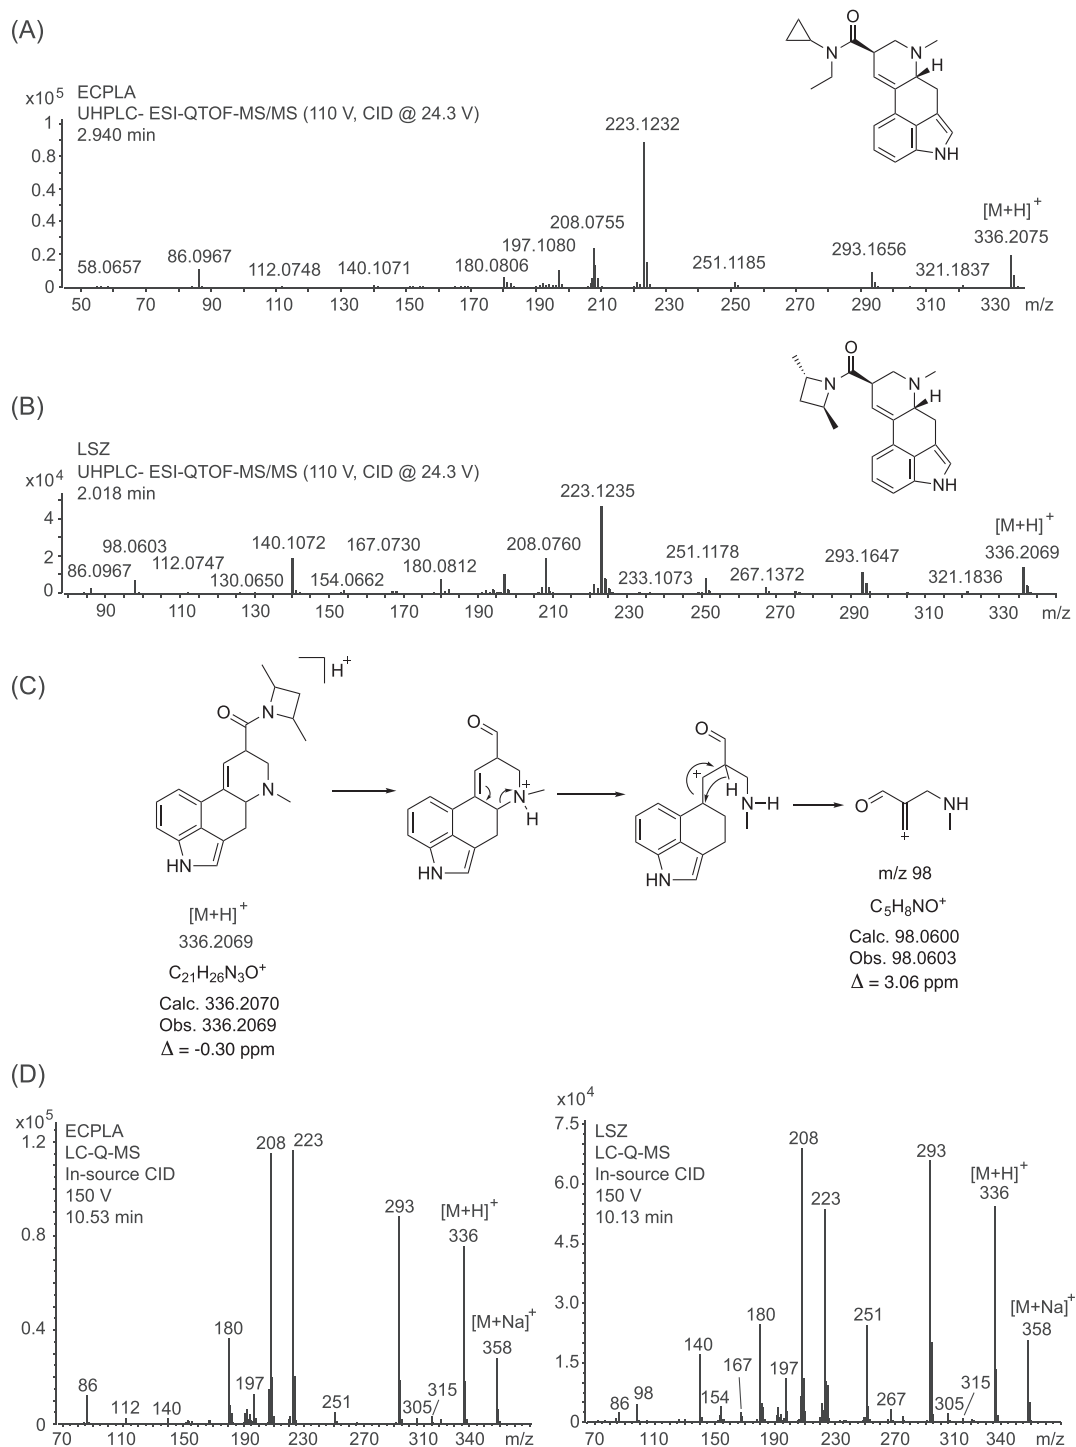 (A)
ECPLA
UHPLC- ESI-QTOF-MS/MS (110 V, CID @ 24.3 V)
2.940 min
x10^5
1
0.8
0.4
0.4
0.2
0
58.0657
86.0967
112.0748
140.1071
180.0806
197.1080
208.0755
223.1232
251.1185
293.1656
321.1837
[M+H]^+
336.2075
50 70 90 110 130 150 170 190 210 230 250 270 290 310 330 m/z
O
N
N
H
NH
(B)
LSZ
UHPLC- ESI-QTOF-MS/MS (110 V, CID @ 24.3 V)
2.018 min
x10^4
4
2
0
86.0967
98.0603
112.0747
130.0650
140.1072
154.0662
167.0730
180.0812
208.0760
223.1235
233.1073
251.1178
267.1372
293.1647
321.1836
[M+H]^+
336.2069
90 110 130 150 170 190 210 230 250 270 290 310 330 m/z
O
N
N
H
NH
(C)
H^+
O
N
N
HN
[M+H]^+
336.2069
C21H26N3O^+
Calc. 336.2070
Obs. 336.2069
Δ = -0.30 ppm
O
+
N
H
HN
O
+
H
N-H
HN
O
NH
+
m/z 98
C5H8NO^+
Calc. 98.0600
Obs. 98.0603
Δ = 3.06 ppm
(D)
x10^5
ECPLA
LC-Q-MS
In-source CID
150 V
10.53 min
1.2
0.8
0.4
0
86
112
140
180
197
208
223
251
293
305
315
[M+H]^+
336
[M+Na]^+
358
70 110 150 190 230 270 300 340 m/z
x10^4
LSZ
LC-Q-MS
In-source CID
150 V
10.13 min
7.5
6.0
4.5
3.0
1.5
0
86
98
140
154
167
180
197
208
223
251
267
293
305
315
[M+H]^+
336
[M+Na]^+
358
70 110 150 190 230 270 300 340 m/z